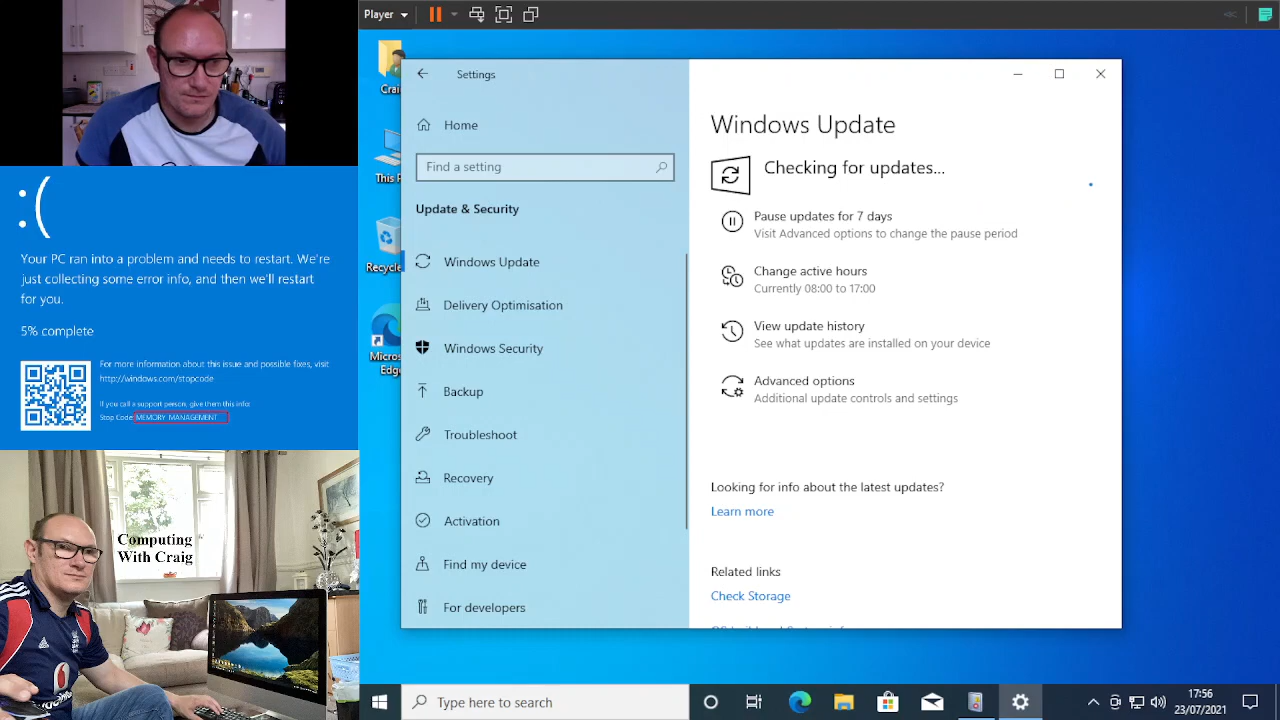 :(
Your PC ran into a problem and needs to restart. We're
just collecting some error info, and then we'll restart
for you.
5% complete
For more information about this issue and possible fixes, visit
http://windows.com/stopcode
If you call a support person, give them this info:
Stop Code: MEMORY MANAGEMENT
Computing
With Craig
Player
Crai
This P
Recycle
Micros
Edge
Settings
Home
Find a setting
Update & Security
Windows Update
Delivery Optimisation
Windows Security
Backup
Troubleshoot
Recovery
Activation
Find my device
For developers
Windows Update
Checking for updates...
Pause updates for 7 days
Visit Advanced options to change the pause period
Change active hours
Currently 08:00 to 17:00
View update history
See what updates are installed on your device
Advanced options
Additional update controls and settings
Looking for info about the latest updates?
Learn more
Related links
Check Storage
Type here to search
17:56
23/07/2021